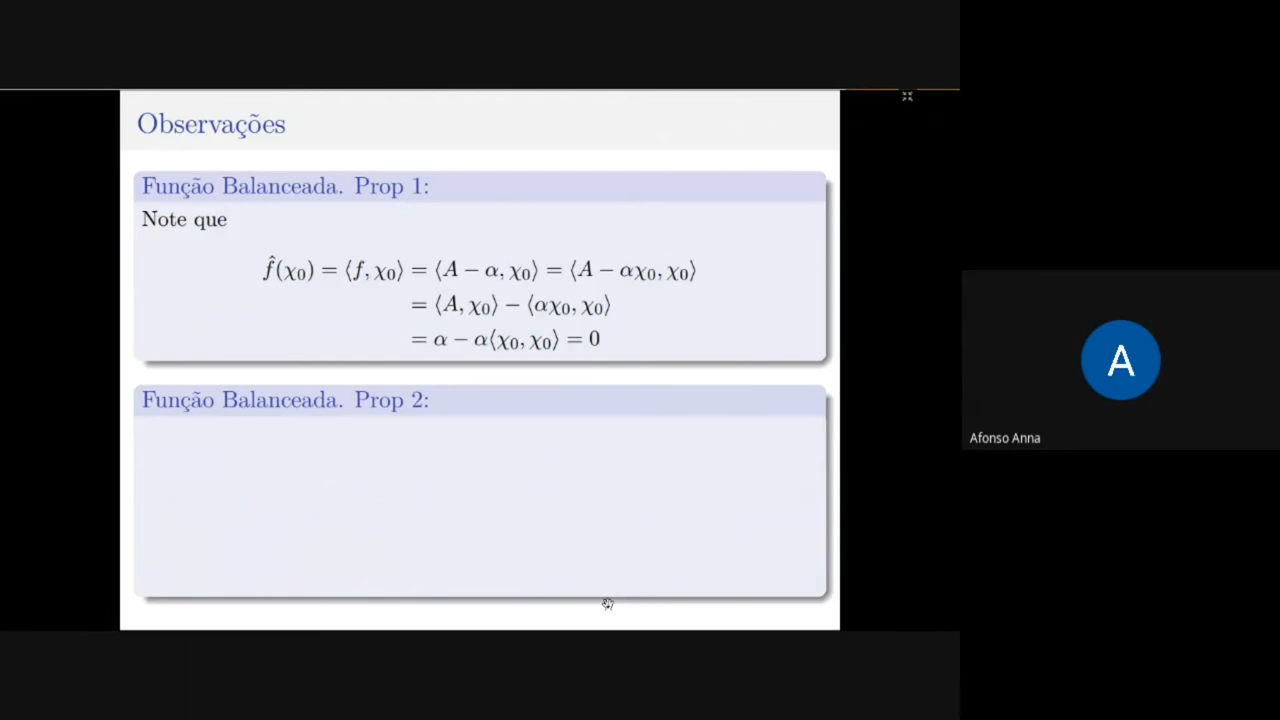 Observações
Função Balanceada. Prop 1:
Note que
f̂(χ₀) = ⟨f, χ₀⟩ = ⟨A − α, χ₀⟩ = ⟨A − αχ₀, χ₀⟩
= ⟨A, χ₀⟩ − ⟨αχ₀, χ₀⟩
= α − α⟨χ₀, χ₀⟩ = 0
Função Balanceada. Prop 2:
A
Afonso Anna